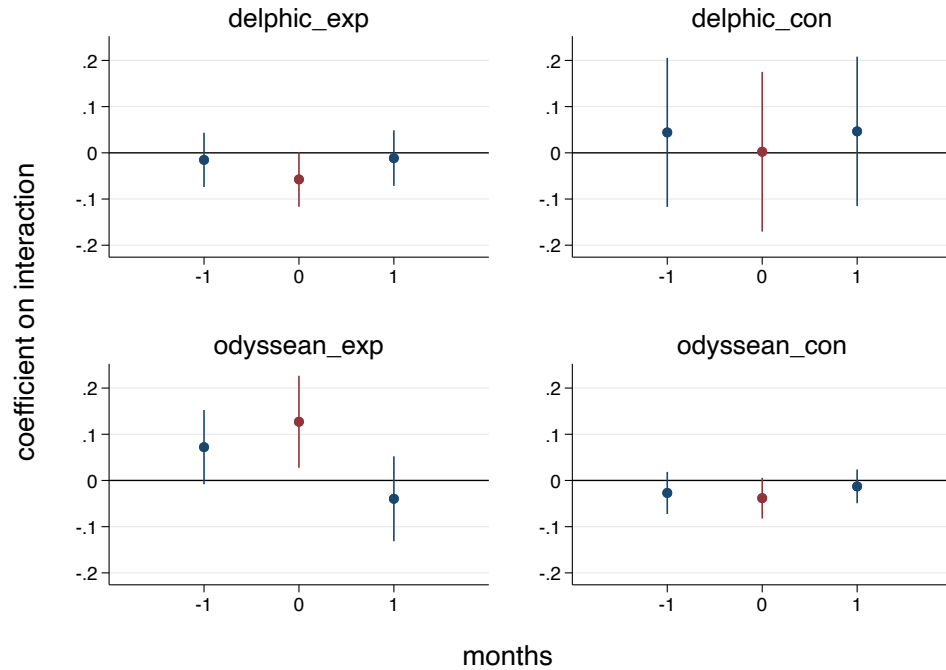 delphic_exp
.2
.1
0
-.1
-.2
-1 0 1
delphic_con
.2
.1
0
-.1
-.2
-1 0 1
odyssean_exp
.2
.1
0
-.1
-.2
-1 0 1
odyssean_con
.2
.1
0
-.1
-.2
-1 0 1
coefficient on interaction
months